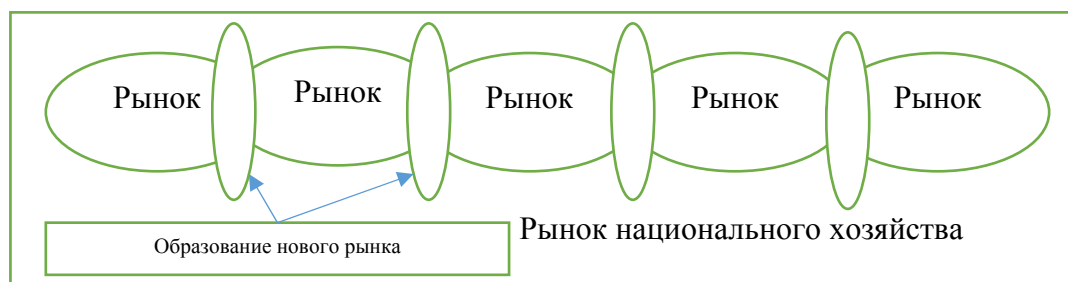 Рынок
Рынок
Рынок
Рынок
Рынок
Рынок национального хозяйства
Образование нового рынка